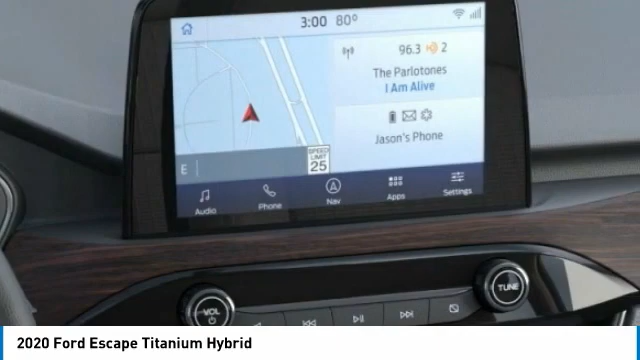 3:00 80°
96.3 2
The Parlotones
I Am Alive
Jason's Phone
SPEED
LIMIT
25
E
Audio Phone Nav Apps Settings
VOL
TUNE
2020 Ford Escape Titanium Hybrid